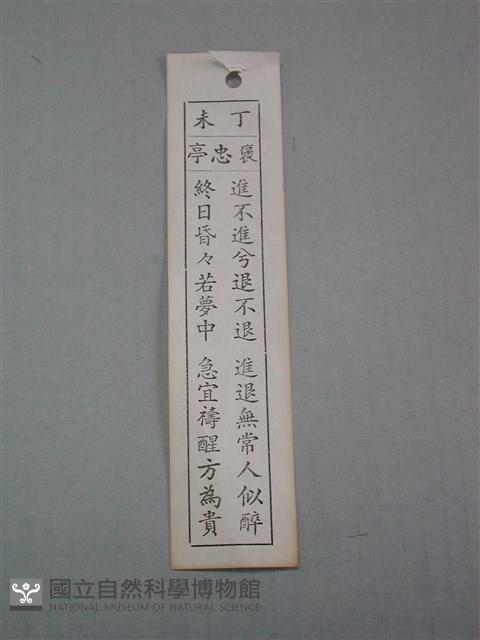 丁未
褒忠亭
進不進兮退不退 進退無常人似醉
終日昏々若夢中 急宜禱醒方為貴
國立自然科學博物館
NATIONAL MUSEUM OF NATURAL SCIENCE